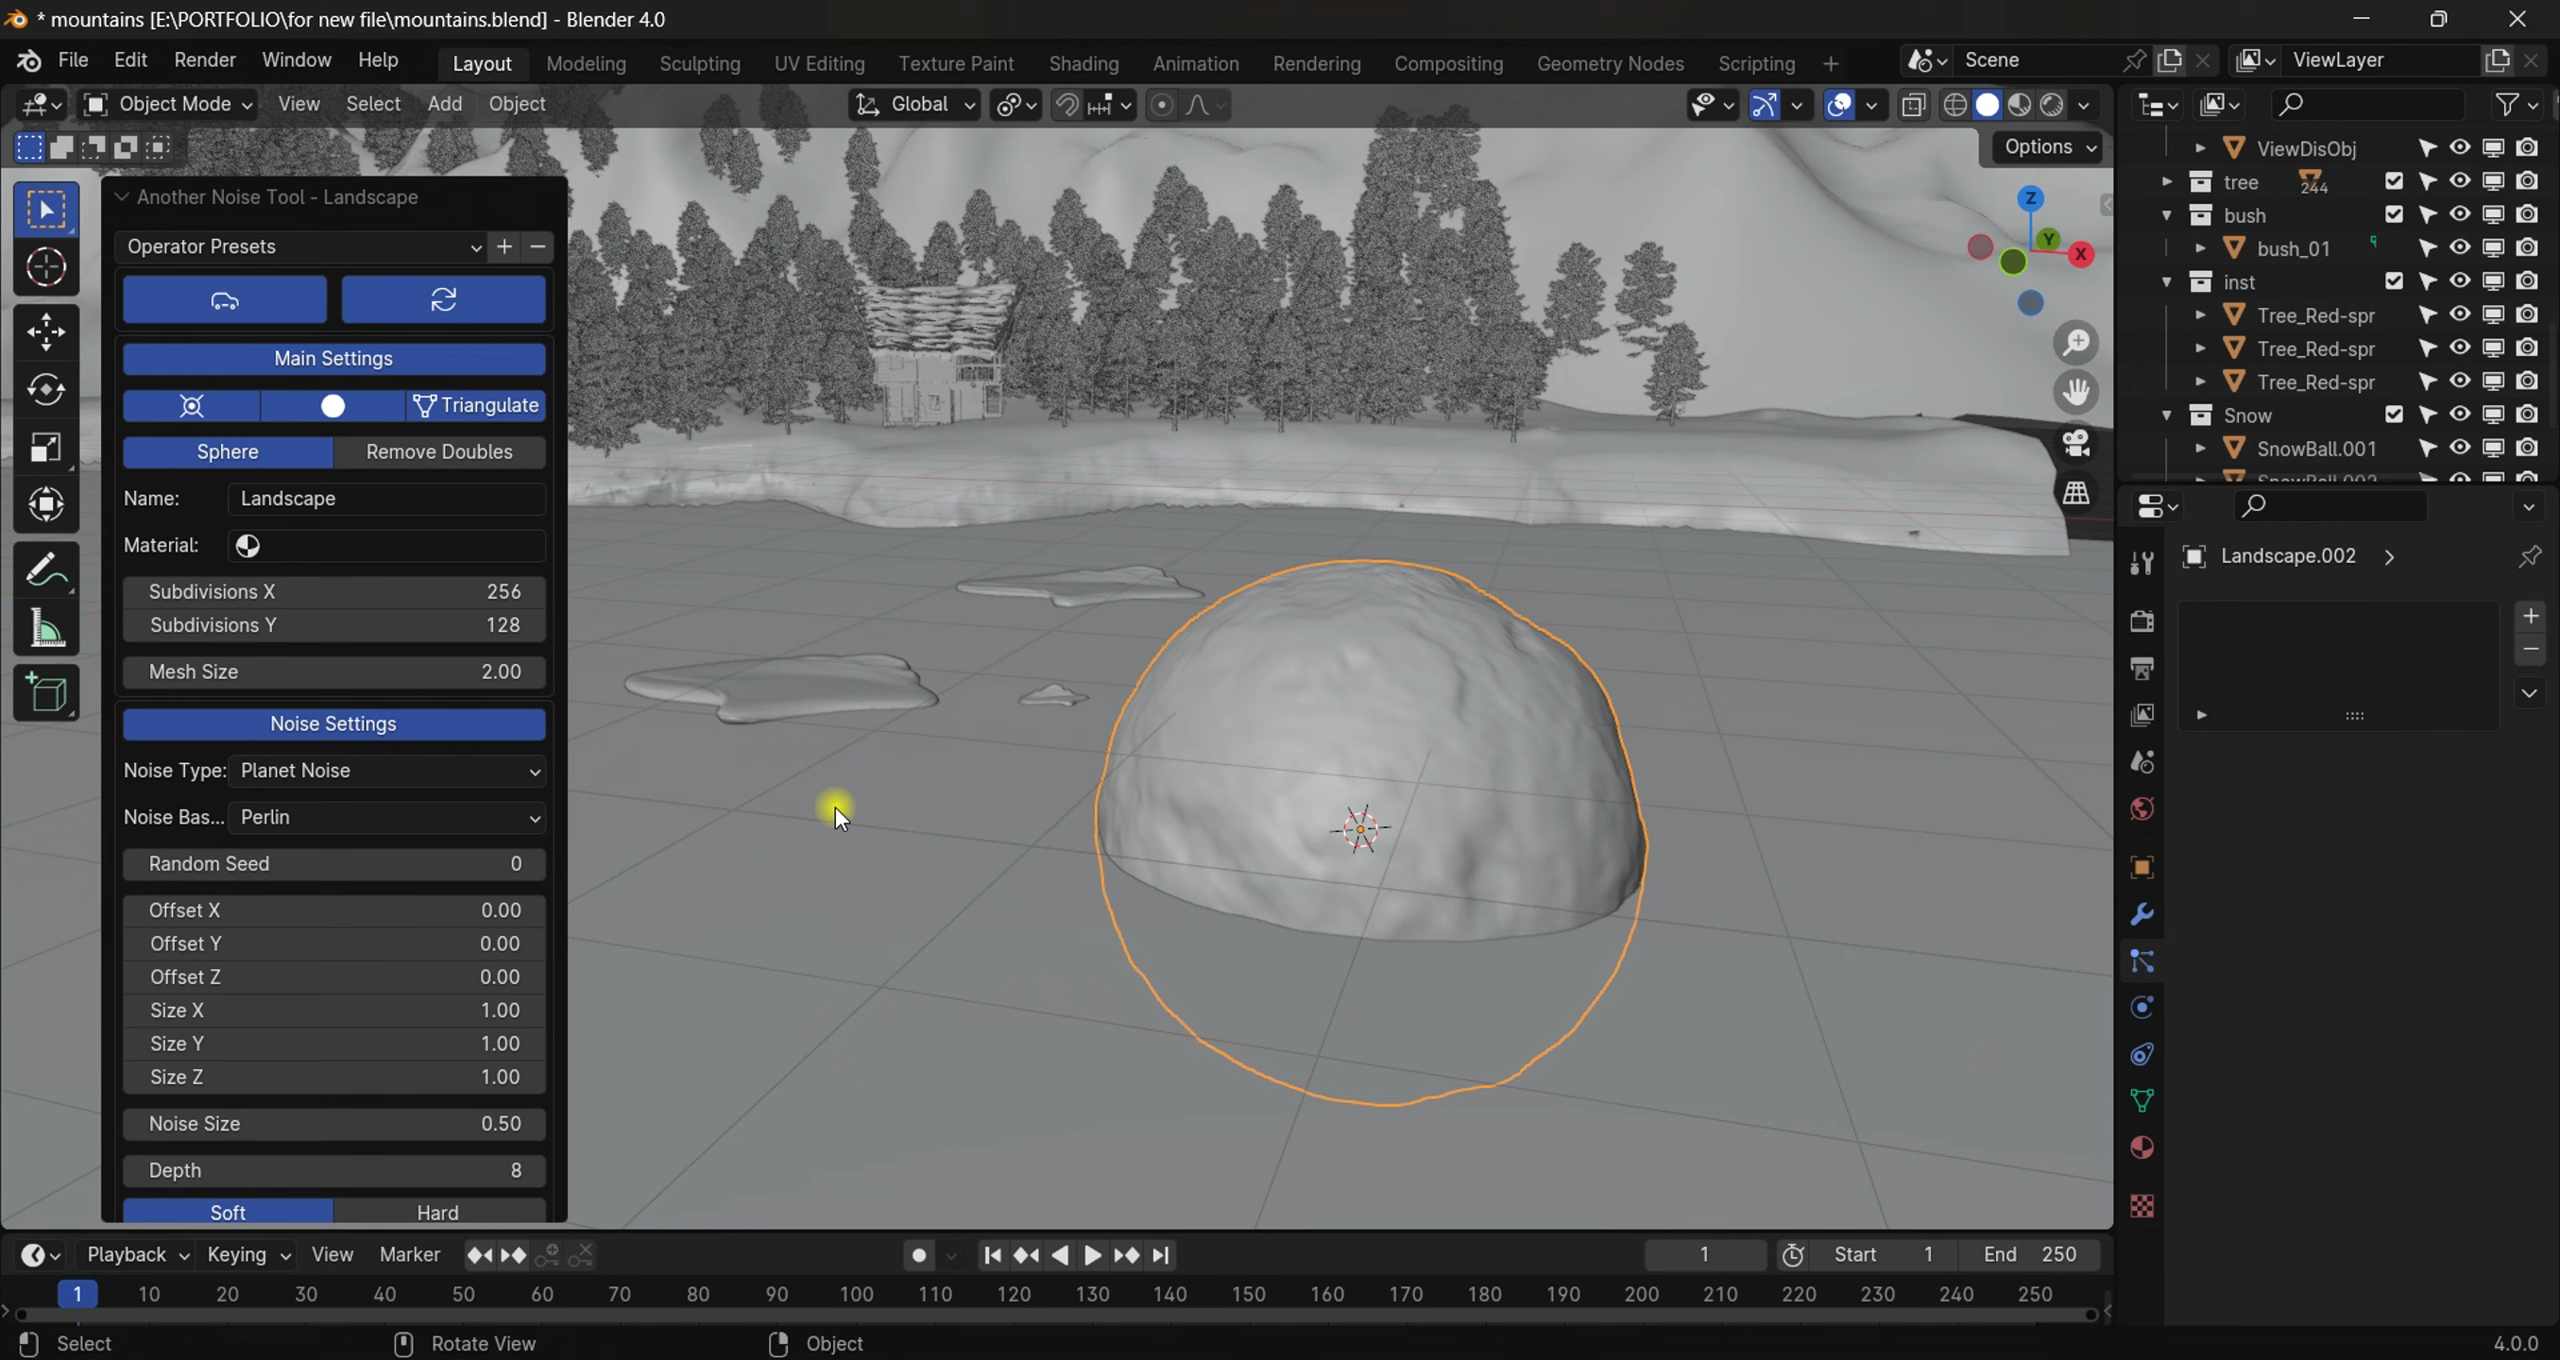 * mountains [E:\PORTFOLIO\for new file\mountains.blend] - Blender 4.0
File Edit Render Window Help Layout Modeling Sculpting UV Editing Texture Paint Shading Animation Rendering Compositing Geometry Nodes Scripting + Scene ViewLayer
Object Mode View Select Add Object Global
Options
Another Noise Tool - Landscape
Operator Presets
Main Settings
Triangulate
Sphere Remove Doubles
Name: Landscape
Material:
Subdivisions X 256
Subdivisions Y 128
Mesh Size 2.00
Noise Settings
Noise Type: Planet Noise
Noise Bas... Perlin
Random Seed 0
Offset X 0.00
Offset Y 0.00
Offset Z 0.00
Size X 1.00
Size Y 1.00
Size Z 1.00
Noise Size 0.50
Depth 8
Soft Hard
Z
Y
X
ViewDisObj
tree 244
bush
bush_01
inst
Tree_Red-spr
Tree_Red-spr
Tree_Red-spr
Snow
SnowBall.001
Landscape.002
Playback Keying View Marker 1 Start 1 End 250
1 10 20 30 40 50 60 70 80 90 100 110 120 130 140 150 160 170 180 190 200 210 220 230 240 250
Select Rotate View Object 4.0.0